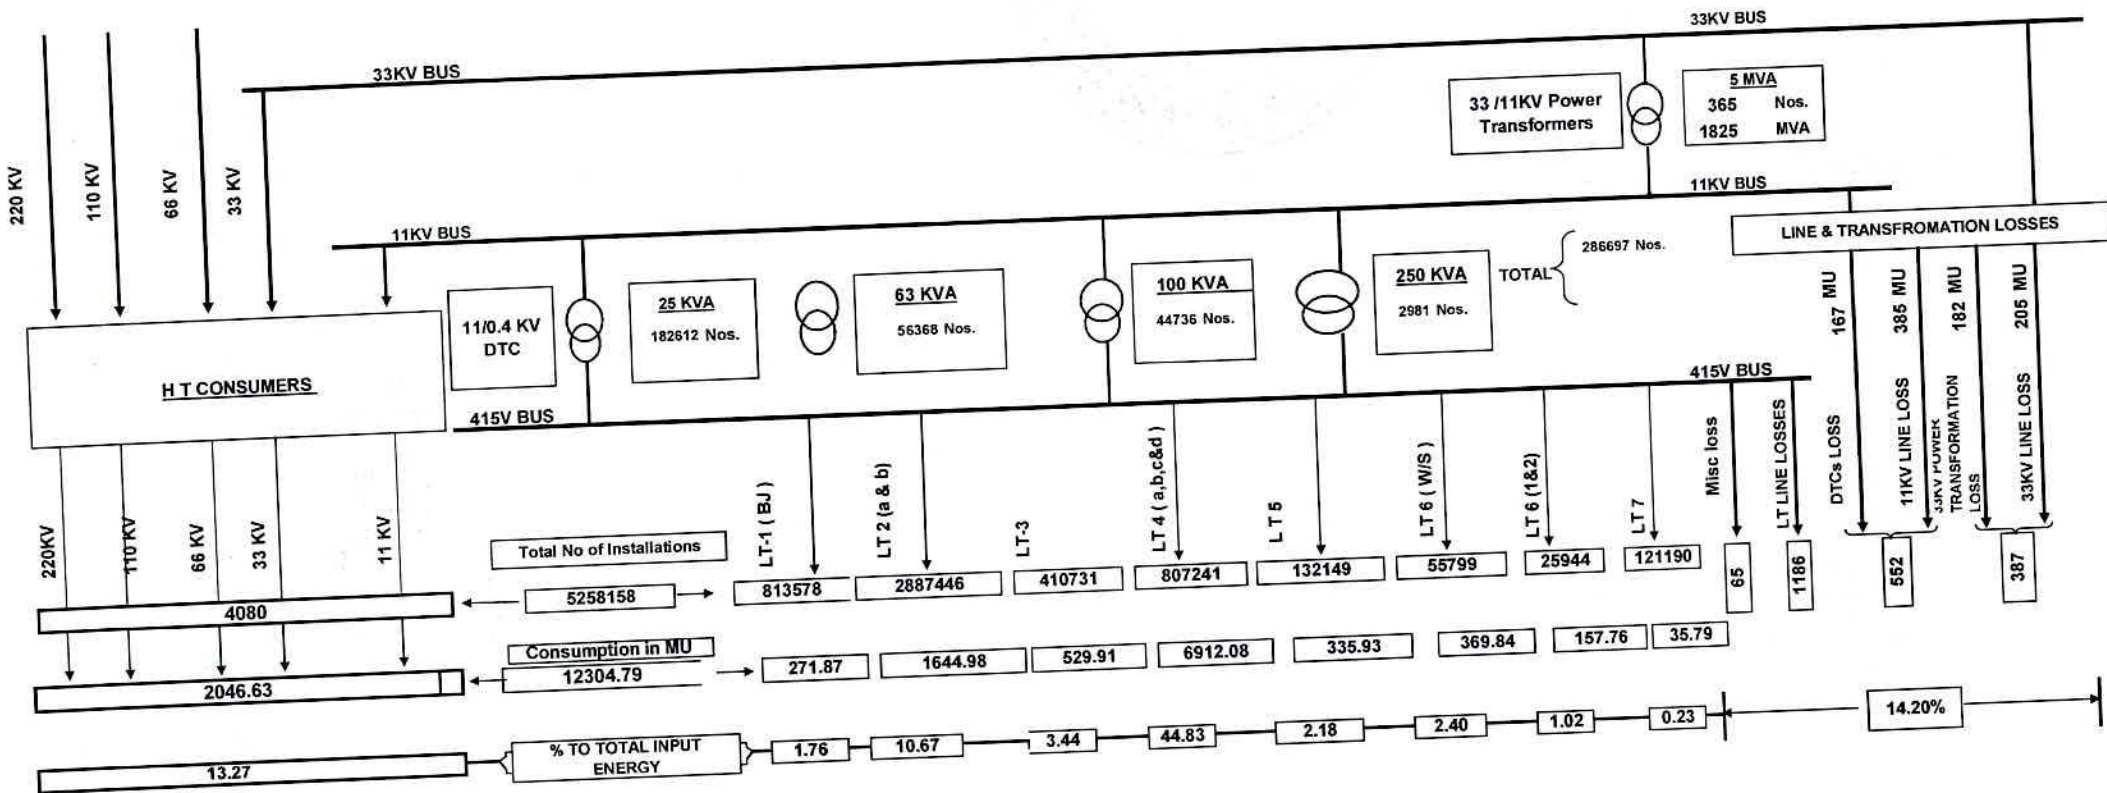 33KV BUS
33KV BUS
220 KV
110 KV
66 KV
33 KV
33 /11KV Power
Transformers
5 MVA
365 Nos.
1825 MVA
11KV BUS
11KV BUS
LINE & TRANSFROMATION LOSSES
11/0.4 KV
DTC
25 KVA
182612 Nos.
63 KVA
56368 Nos.
100 KVA
44736 Nos.
250 KVA
2981 Nos.
TOTAL
286697 Nos.
167 MU
385 MU
182 MU
205 MU
H T CONSUMERS
415V BUS
415V BUS
220KV
110 KV
66 KV
33 KV
11 KV
LT-1 ( BJ )
LT 2 (a & b)
LT-3
LT 4 ( a,b,c&d )
LT 5
LT 6 ( W/S )
LT 6 (1&2)
LT 7
Misc loss
LT LINE LOSSES
DTCs LOSS
11KV LINE LOSS
33KV POWER
TRANSFORMATION
LOSS
33KV LINE LOSS
Total No of Installations
4080
5258158
813578
2887446
410731
807241
132149
55799
25944
121190
65
1186
552
387
Consumption in MU
2046.63
12304.79
271.87
1644.98
529.91
6912.08
335.93
369.84
157.76
35.79
13.27
% TO TOTAL INPUT
ENERGY
1.76
10.67
3.44
44.83
2.18
2.40
1.02
0.23
14.20%